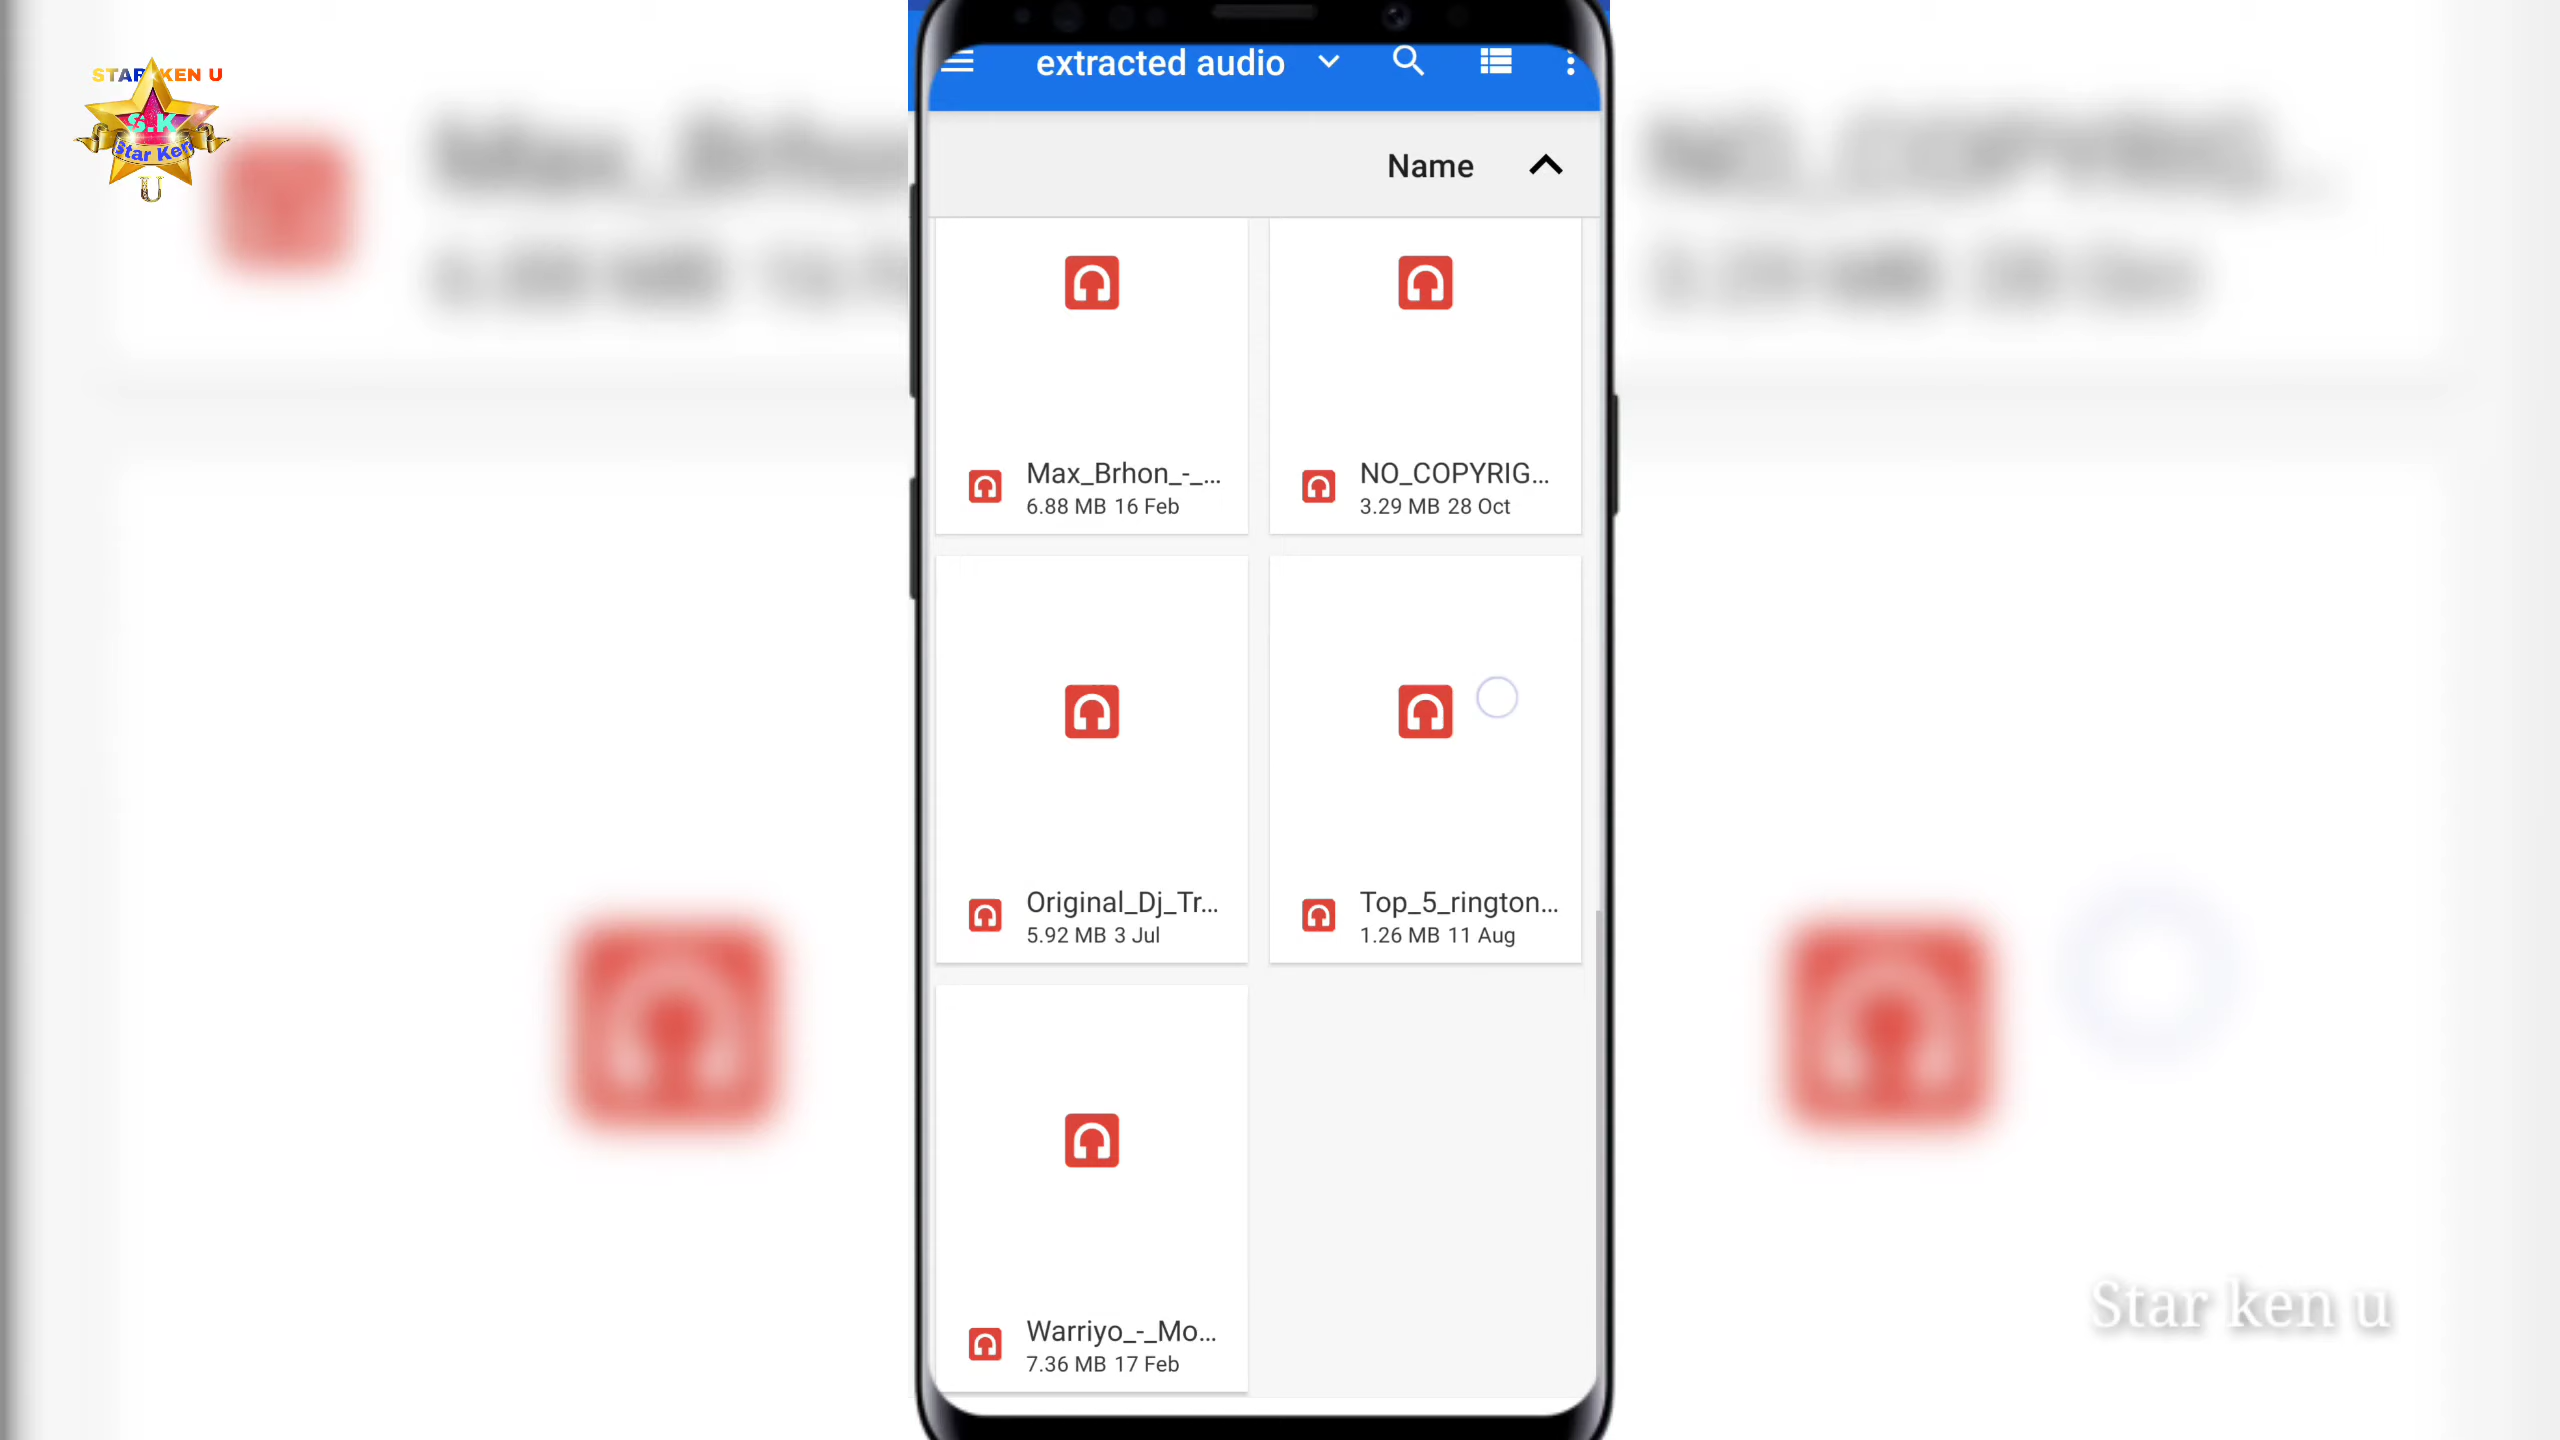 STAR KEN U
S.K
Star Ken
U
extracted audio
Name
Max_Brhon_-_...
6.88 MB 16 Feb
NO_COPYRIG...
3.29 MB 28 Oct
Original_Dj_Tr...
5.92 MB 3 Jul
Top_5_rington...
1.26 MB 11 Aug
Warriyo_-_Mo...
7.36 MB 17 Feb
Star ken u